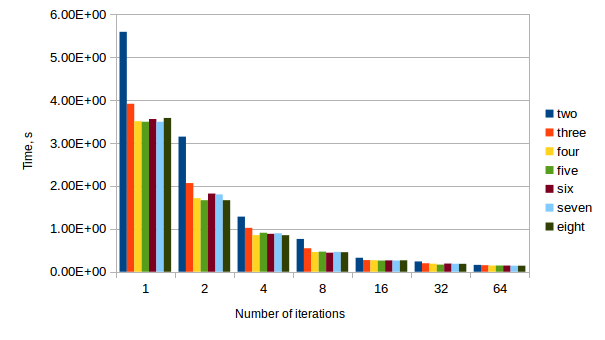 6.00E+00
5.00E+00
4.00E+00
3.00E+00
2.00E+00
1.00E+00
0.00E+00
Time, s
1 2 4 8 16 32 64
Number of iterations
two
three
four
five
six
seven
eight